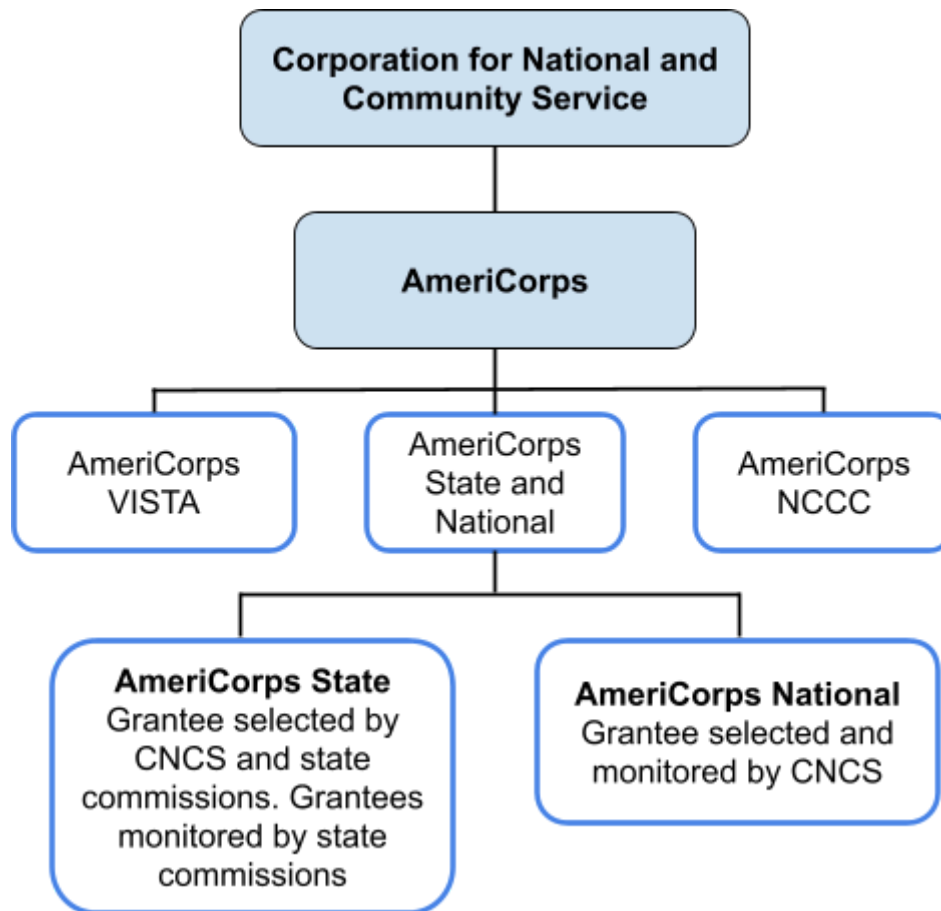 Corporation for National and
Community Service
AmeriCorps
AmeriCorps
VISTA
AmeriCorps
State and
National
AmeriCorps
NCCC
AmeriCorps State
Grantee selected by
CNCS and state
commissions. Grantees
monitored by state
commissions
AmeriCorps National
Grantee selected and
monitored by CNCS